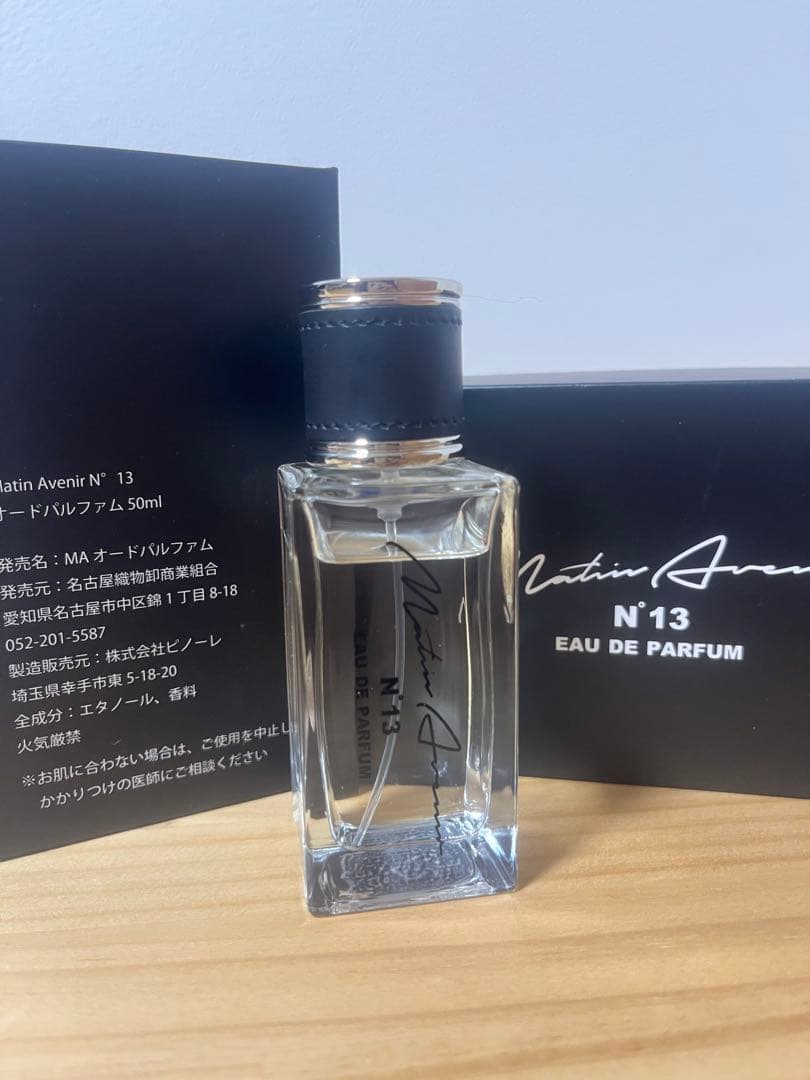 Matin Avenir N° 13
オードパルファム 50ml
発売名：MA オードパルファム
発売元：名古屋織物卸商業組合
愛知県名古屋市中区錦 1 丁目 8-18
052-201-5587
製造販売元：株式会社ピノーレ
埼玉県幸手市東 5-18-20
全成分：エタノール、香料
火気厳禁
※お肌に合わない場合は、ご使用を中止し
かかりつけの医師にご相談ください
Matin Avenir
N°13
EAU DE PARFUM
Matin Aven
N°13
EAU DE PARFUM